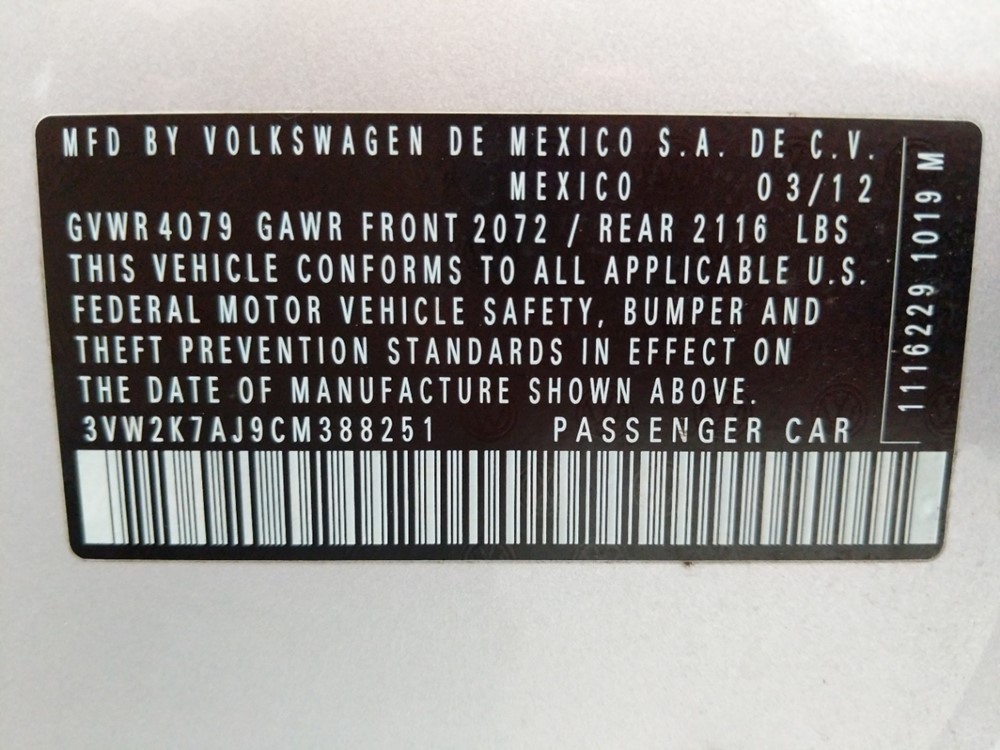 MFD BY VOLKSWAGEN DE MEXICO S.A. DE C.V.
MEXICO 03/12
GVWR 4079 GAWR FRONT 2072 / REAR 2116 LBS
THIS VEHICLE CONFORMS TO ALL APPLICABLE U.S.
FEDERAL MOTOR VEHICLE SAFETY, BUMPER AND
THEFT PREVENTION STANDARDS IN EFFECT ON
THE DATE OF MANUFACTURE SHOWN ABOVE.
3VW2K7AJ9CM388251 PASSENGER CAR
1116229 1019 M